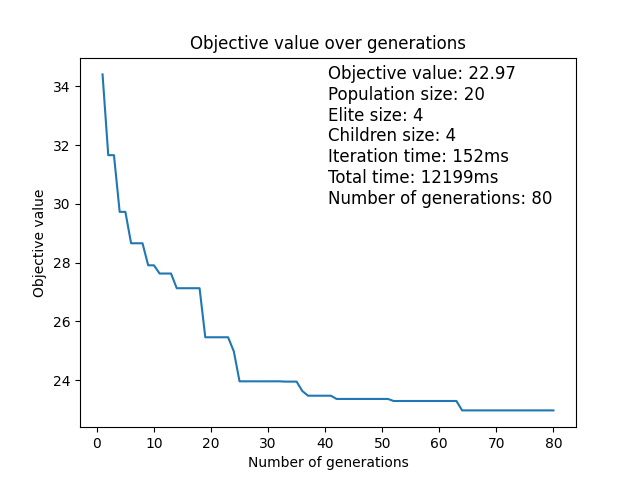 Objective value over generations
Objective value: 22.97
Population size: 20
Elite size: 4
Children size: 4
Iteration time: 152ms
Total time: 12199ms
Number of generations: 80
Objective value
34
32
30
28
26
24
0 10 20 30 40 50 60 70 80
Number of generations